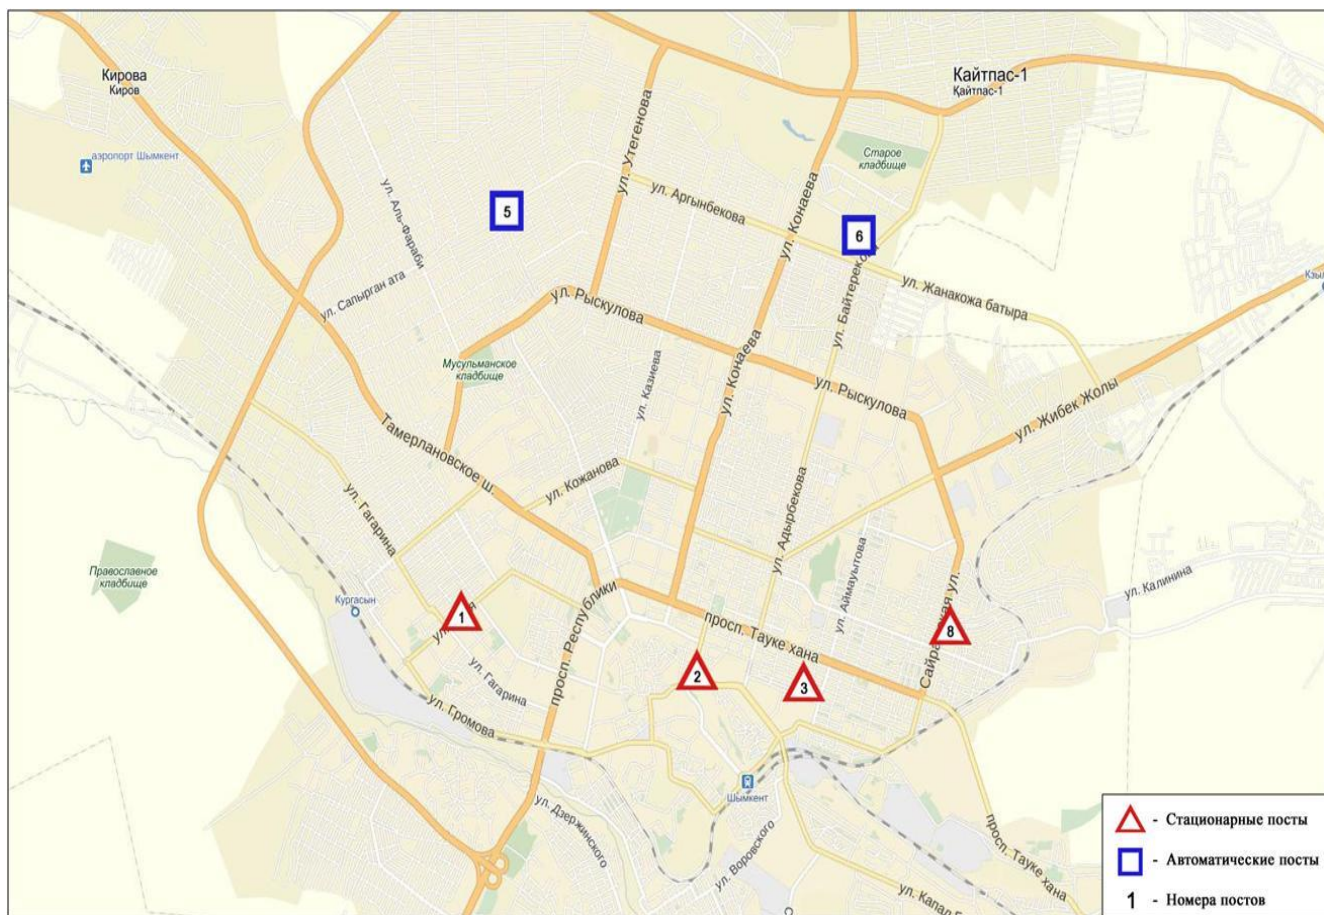 Кирова
Киров
Кайтпас-1
Қайтпас-1
аэропорт Шымкент
Старое
кладбище
ул. Утегенова
ул. Аргынбекова
ул. Конаева
ул. Аль-Фараби
5
6
ул. Байтерекова
ул. Жанакожа батыра
ул. Сапырган ата
ул. Рыскулова
Мусульманское
кладбище
ул. Казиева
ул. Конаева
ул. Рыскулова
ул. Жибек Жолы
Тамерлановское ш.
ул. Кожанова
ул. Гагарина
ул. Адырбекова
ул. Аймауытова
Православное
кладбище
Кургасын
ул. Калинина
1
просп. Республики
просп. Тауке хана
8
Сайрамская ул.
2
3
ул. Гагарина
ул. Громова
Шымкент
ул. Дзержинского
ул. Воровского
просп. Тауке хана
ул. Капал
- Стационарные посты
- Автоматические посты
1 - Номера постов